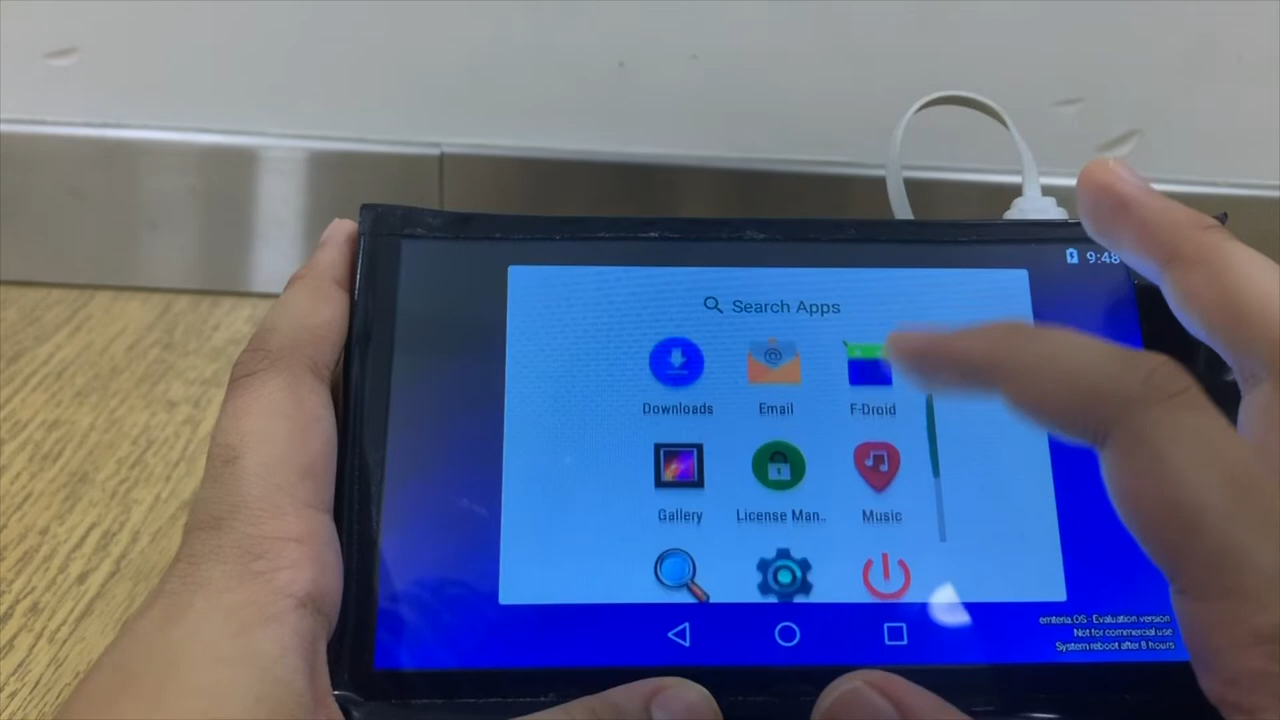 9:48
Search Apps
Downloads Email F-Droid
Gallery License Man.. Music
emteria.OS - Evaluation version
Not for commercial use
System reboot after 8 hours